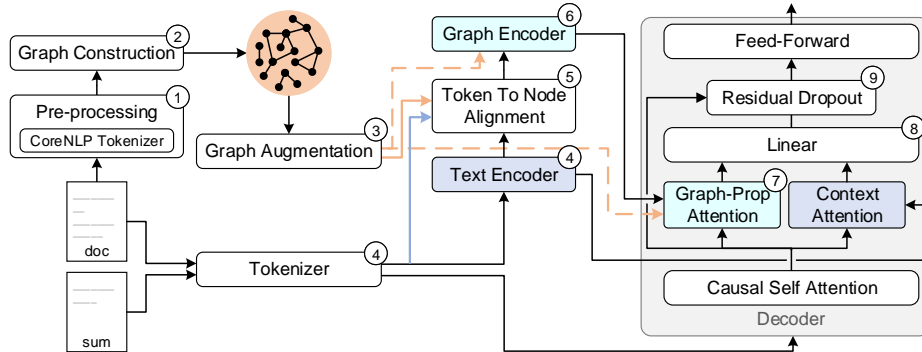 Graph Construction
2
Pre-processing
1
CoreNLP Tokenizer
doc
sum
Graph Augmentation
3
Tokenizer
4
Graph Encoder
6
Token To Node
Alignment
5
Text Encoder
4
Feed-Forward
Residual Dropout
9
Linear
8
Graph-Prop
Attention
7
Context
Attention
Causal Self Attention
Decoder